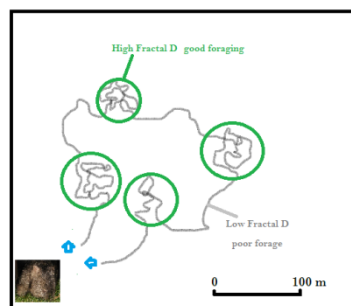 High Fractal D good foraging
Low Fractal D
poor forage
0 100 m